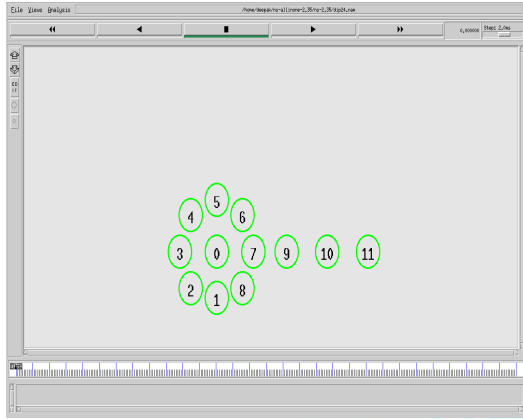 File Views Analysis
/home/deepak/ns-allinone-2.35/ns-2.35/dip24.nam
0.000000 Step: 2.0ms
5
4 6
3 0 7 9 10 11
2 8
1